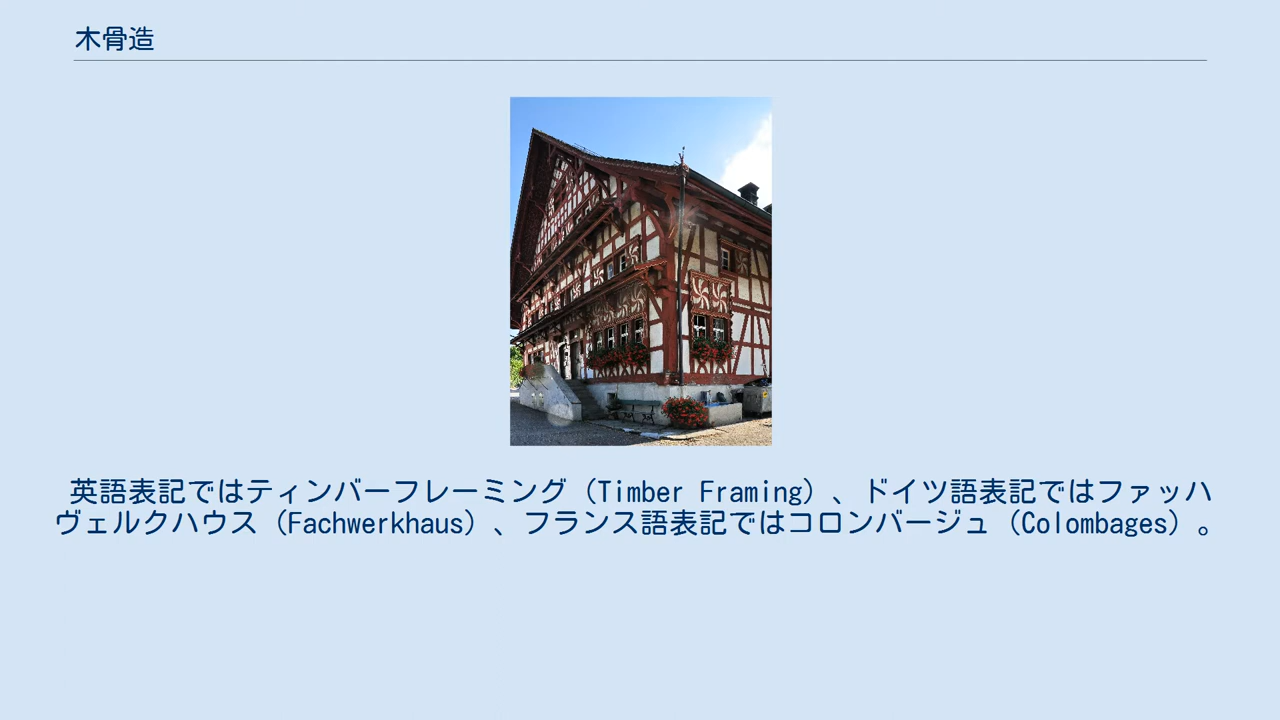 木骨造
英語表記ではティンバーフレーミング（Timber Framing）、ドイツ語表記ではファッハ
ヴェルクハウス（Fachwerkhaus）、フランス語表記ではコロンバージュ（Colombages）。